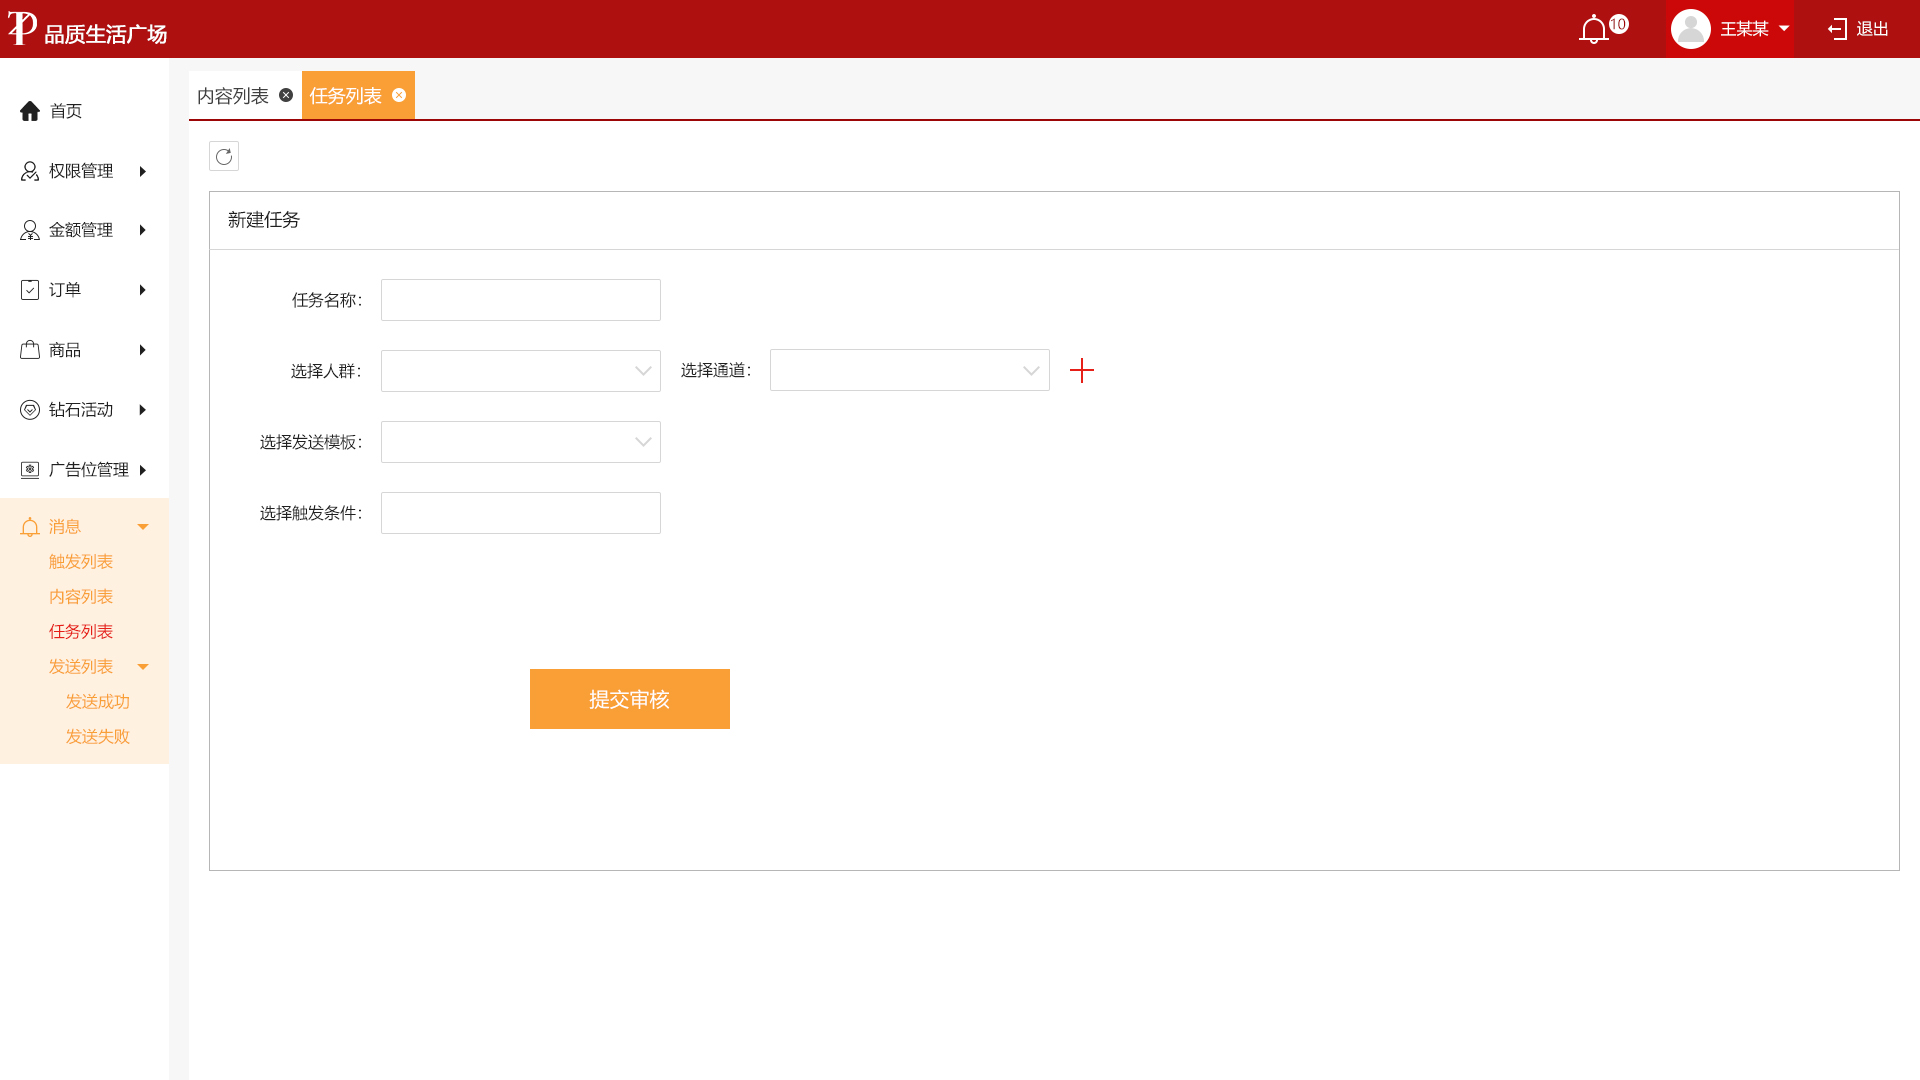 品质生活广场
10
王某某
退出
首页
权限管理
金额管理
订单
商品
钻石活动
广告位管理
消息
触发列表
内容列表
任务列表
发送列表
发送成功
发送失败
内容列表
任务列表
新建任务
任务名称：
选择人群：
选择通道：
选择发送模板：
选择触发条件：
提交审核